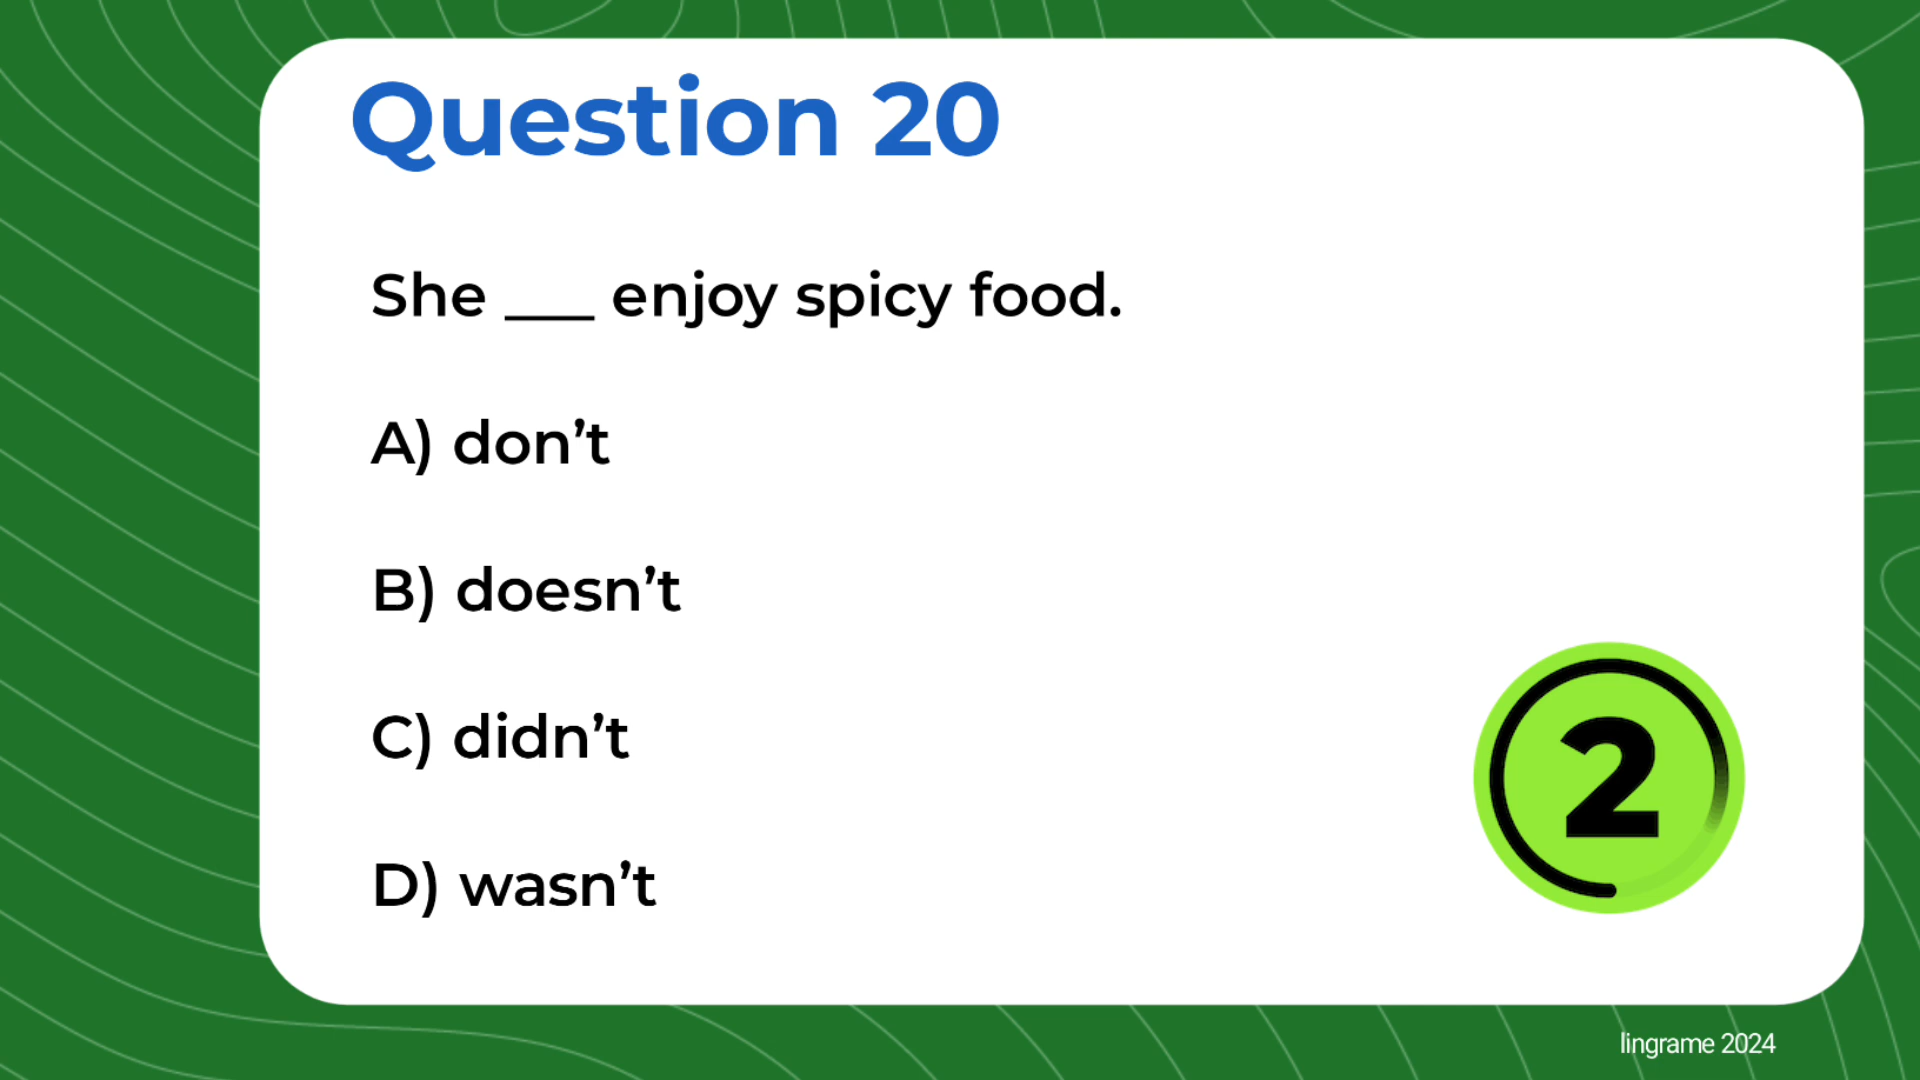 Question 20
She ___ enjoy spicy food.
A) don’t
B) doesn’t
C) didn’t
D) wasn’t
2
lingrame 2024